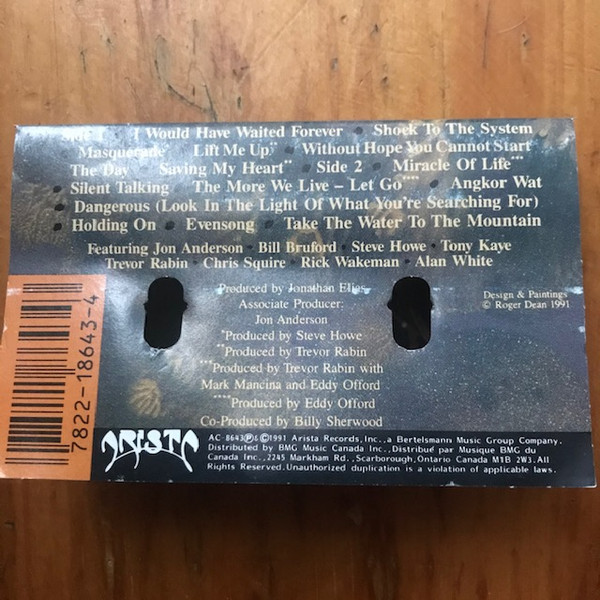 Side 1 • I Would Have Waited Forever • Shock To The System
• Masquerade* • Lift Me Up** • Without Hope You Cannot Start
The Day • Saving My Heart** • Side 2 • Miracle Of Life***
• Silent Talking • The More We Live – Let Go**** • Angkor Wat
• Dangerous (Look In The Light Of What You're Searching For)
• Holding On • Evensong • Take The Water To The Mountain
Featuring Jon Anderson • Bill Bruford • Steve Howe • Tony Kaye
Trevor Rabin • Chris Squire • Rick Wakeman • Alan White
Produced by Jonathan Elias
Associate Producer:
Jon Anderson
*Produced by Steve Howe
**Produced by Trevor Rabin
***Produced by Trevor Rabin with
Mark Mancina and Eddy Offord
****Produced by Eddy Offord
Co-Produced by Billy Sherwood
Design & Paintings
© Roger Dean 1991
7822-18643-4
ARISTA
AC-8643 ℗&©1991 Arista Records,Inc.,a Bertelsmann Music Group Company.
Distributed by BMG Music Canada Inc.,Distribué par Musique BMG du
Canada Inc.,2245 Markham Rd.,Scarborough,Ontario Canada M1B 2W3.All
Rights Reserved.Unauthorized duplication is a violation of applicable laws.